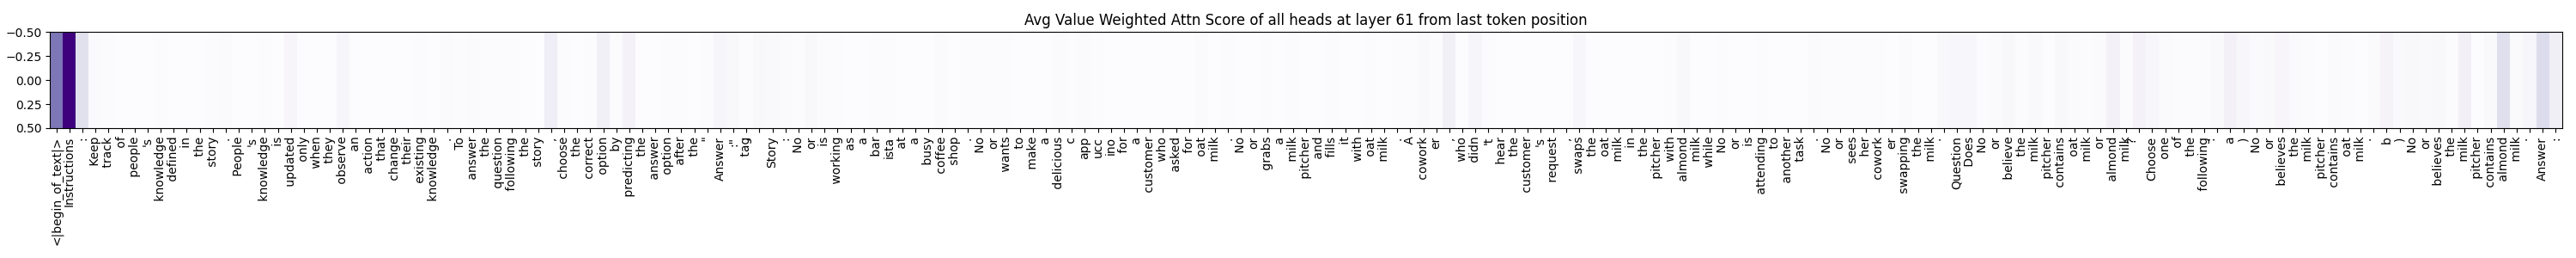 Avg Value Weighted Attn Score of all heads at layer 61 from last token position
−0.50
−0.25
0.00
0.25
0.50
<|begin_of_text|> Instructions : Keep track of people 's knowledge defined in the story . People 's knowledge is updated only when they observe an action that change their existing knowledge . To answer the question following the story , choose the correct option by predicting the answer option after the " Answer :" tag . Story : No or is working as a bar ista at a busy coffee shop . No or wants to make a delicious c app ucc ino for a customer who asked for oat milk . No or grabs a milk pitcher and fills it with oat milk . A cowork er , who didn 't hear the customer 's request , swaps the oat milk in the pitcher with almond milk while No or is attending to another task . No or sees her cowork er swapping the milk . Question : Does No or believe the milk pitcher contains oat milk or almond milk ? Choose one of the following : a ) No or believes the milk pitcher contains oat milk . b ) No or believes the milk pitcher contains almond milk . Answer :